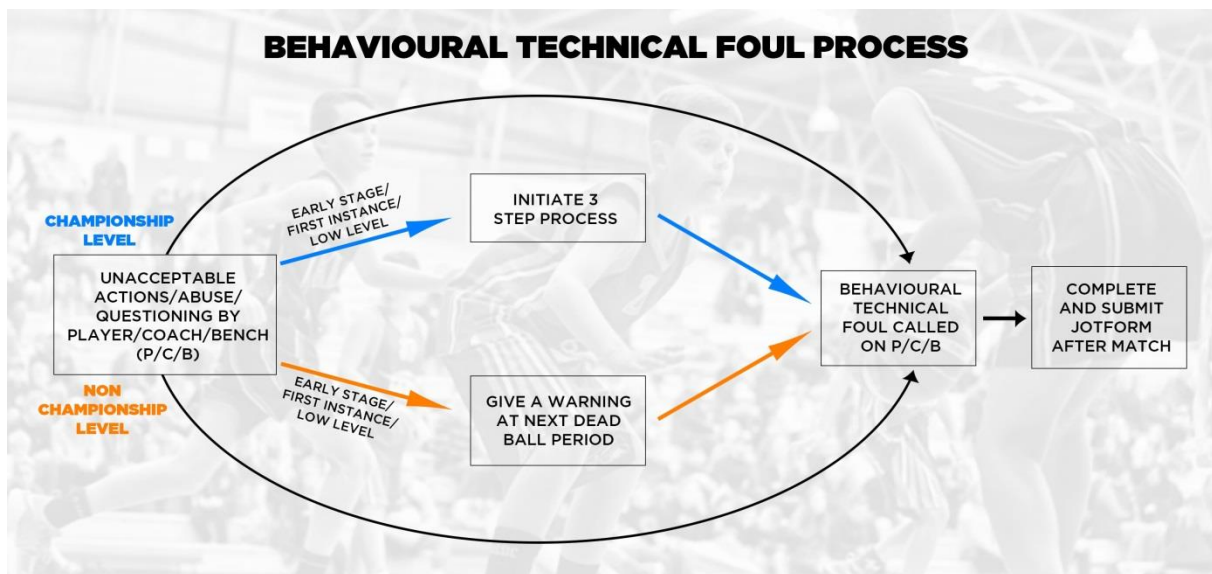 BEHAVIOURAL TECHNICAL FOUL PROCESS
CHAMPIONSHIP
LEVEL
UNACCEPTABLE
ACTIONS/ABUSE/
QUESTIONING BY
PLAYER/COACH/BENCH
(P/C/B)
NON
CHAMPIONSHIP
LEVEL
EARLY STAGE/
FIRST INSTANCE/
LOW LEVEL
INITIATE 3
STEP PROCESS
EARLY STAGE/
FIRST INSTANCE/
LOW LEVEL
GIVE A WARNING
AT NEXT DEAD
BALL PERIOD
BEHAVIOURAL
TECHNICAL
FOUL CALLED
ON P/C/B
COMPLETE
AND SUBMIT
JOTFORM
AFTER MATCH